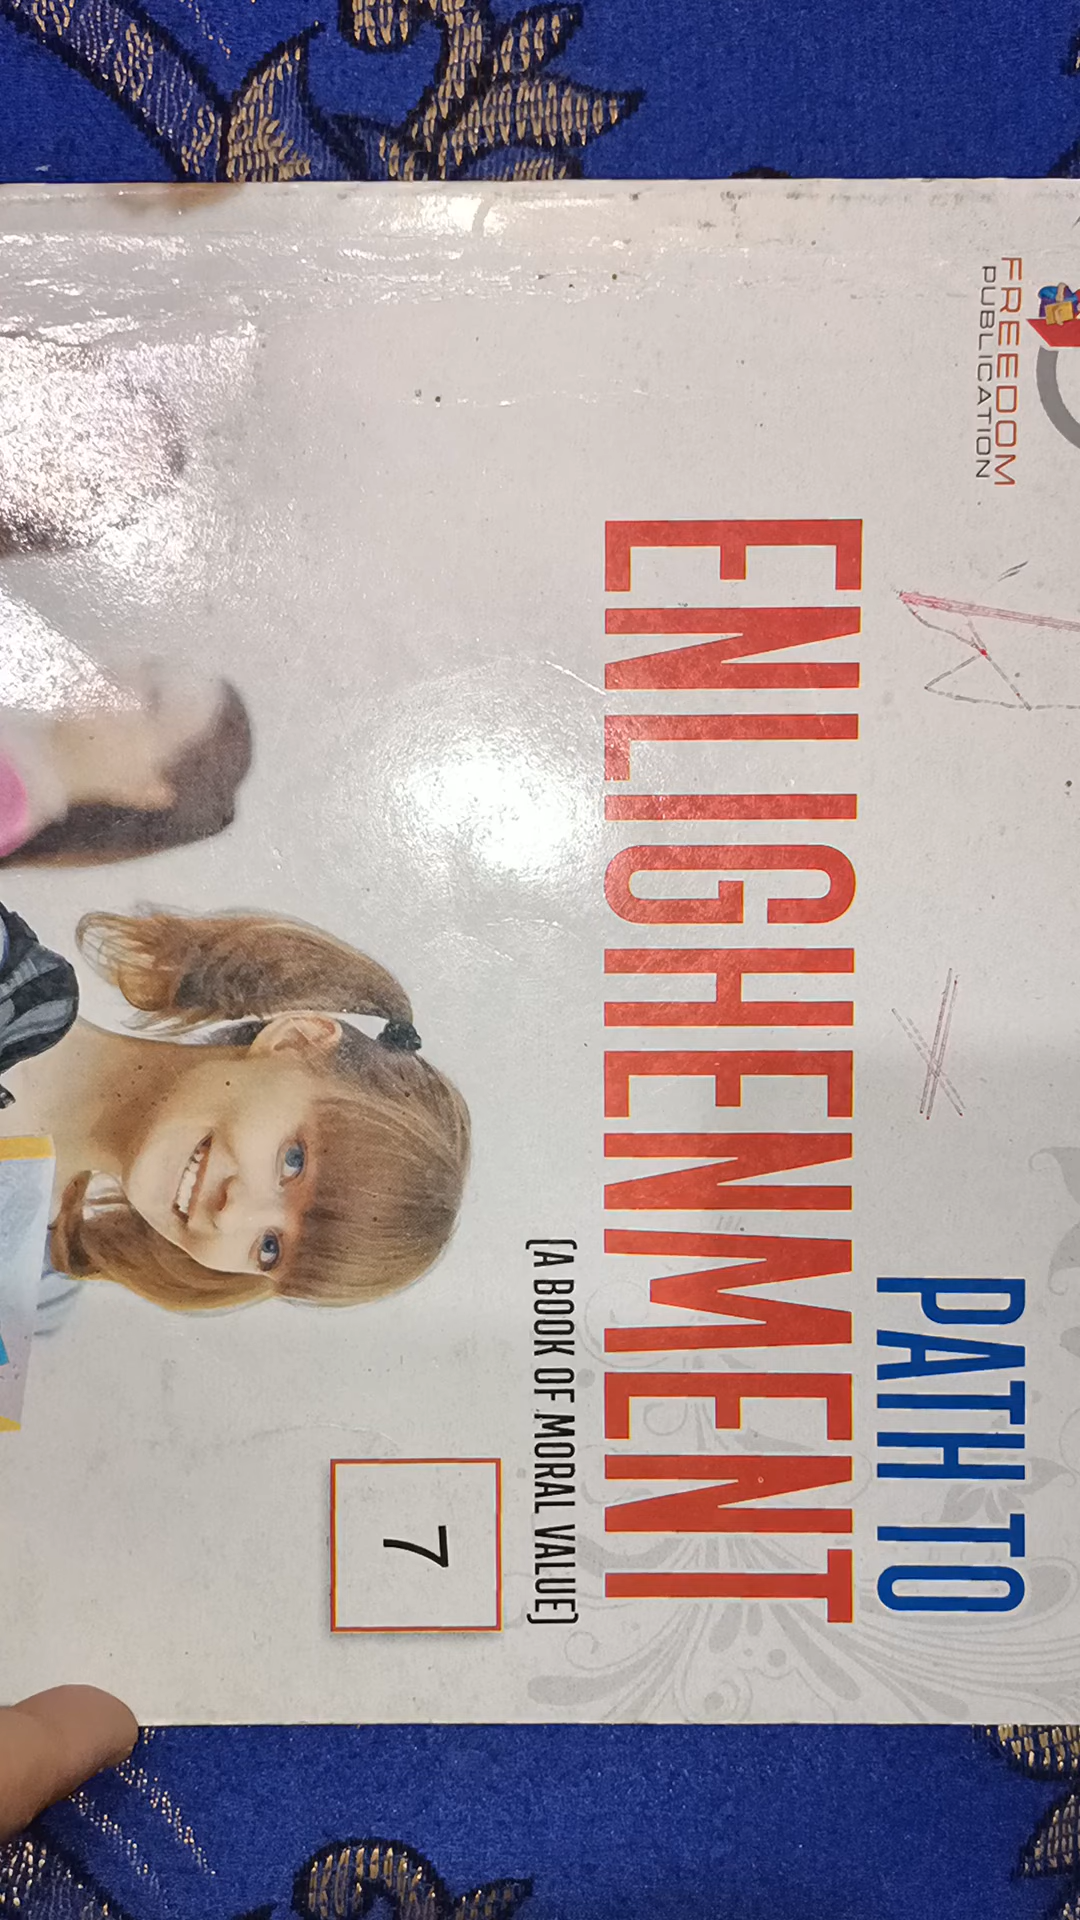 FREEDOM
PUBLICATION
PATH TO
ENLIGHENMENT
(A BOOK OF MORAL VALUE)
7